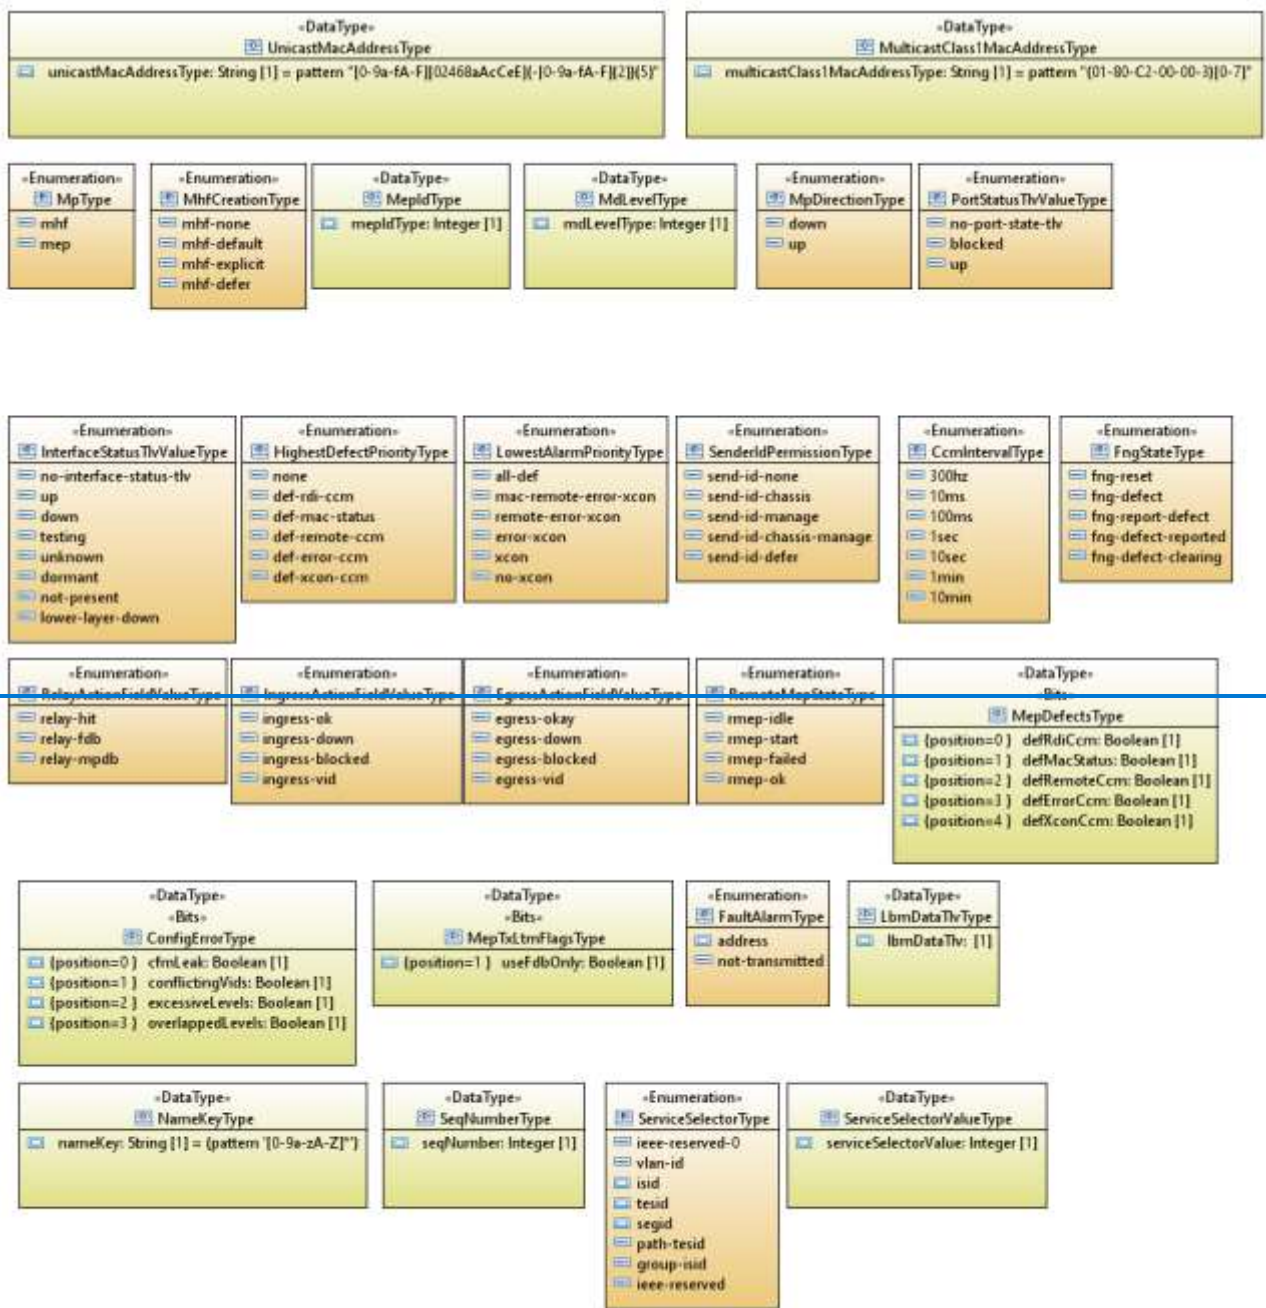 «DataType»
UnicastMacAddressType
unicastMacAddressType: String [1] = pattern "[0-9a-fA-F][02468aAcCeE](-[0-9a-fA-F]{2}){5}"
«DataType»
MulticastClass1MacAddressType
multicastClass1MacAddressType: String [1] = pattern "(01-80-C2-00-00-3)[0-7]"
«Enumeration»
MpType
mhf
mep
«Enumeration»
MhfCreationType
mhf-none
mhf-default
mhf-explicit
mhf-defer
«DataType»
MepIdType
mepIdType: Integer [1]
«DataType»
MdLevelType
mdLevelType: Integer [1]
«Enumeration»
MpDirectionType
down
up
«Enumeration»
PortStatusTlvValueType
no-port-state-tlv
blocked
up
«Enumeration»
InterfaceStatusTlvValueType
no-interface-status-tlv
up
down
testing
unknown
dormant
not-present
lower-layer-down
«Enumeration»
HighestDefectPriorityType
none
def-rdi-ccm
def-mac-status
def-remote-ccm
def-error-ccm
def-xcon-ccm
«Enumeration»
LowestAlarmPriorityType
all-def
mac-remote-error-xcon
remote-error-xcon
error-xcon
xcon
no-xcon
«Enumeration»
SenderIdPermissionType
send-id-none
send-id-chassis
send-id-manage
send-id-chassis-manage
send-id-defer
«Enumeration»
CcmIntervalType
300hz
10ms
100ms
1sec
10sec
1min
10min
«Enumeration»
FngStateType
fng-reset
fng-defect
fng-report-defect
fng-defect-reported
fng-defect-clearing
«Enumeration»
RelayActionFieldValueType
relay-hit
relay-fdb
relay-mpdb
«Enumeration»
IngressActionFieldValueType
ingress-ok
ingress-down
ingress-blocked
ingress-vid
«Enumeration»
EgressActionFieldValueType
egress-okay
egress-down
egress-blocked
egress-vid
«Enumeration»
RemoteMepStateType
rmep-idle
rmep-start
rmep-failed
rmep-ok
«DataType»
«Bits»
MepDefectsType
{position=0 } defRdiCcm: Boolean [1]
{position=1 } defMacStatus: Boolean [1]
{position=2 } defRemoteCcm: Boolean [1]
{position=3 } defErrorCcm: Boolean [1]
{position=4 } defXconCcm: Boolean [1]
«DataType»
«Bits»
ConfigErrorType
{position=0 } cfmLeak: Boolean [1]
{position=1 } conflictingVids: Boolean [1]
{position=2 } excessiveLevels: Boolean [1]
{position=3 } overlappedLevels: Boolean [1]
«DataType»
«Bits»
MepTxLtmFlagsType
{position=1 } useFdbOnly: Boolean [1]
«Enumeration»
FaultAlarmType
address
not-transmitted
«DataType»
LbmDataTlvType
lbmDataTlv: [1]
«DataType»
NameKeyType
nameKey: String [1] = (pattern '[0-9a-zA-Z]*')
«DataType»
SeqNumberType
seqNumber: Integer [1]
«Enumeration»
ServiceSelectorType
ieee-reserved-0
vlan-id
isid
tesid
segid
path-tesid
group-isid
ieee-reserved
«DataType»
ServiceSelectorValueType
serviceSelectorValue: Integer [1]